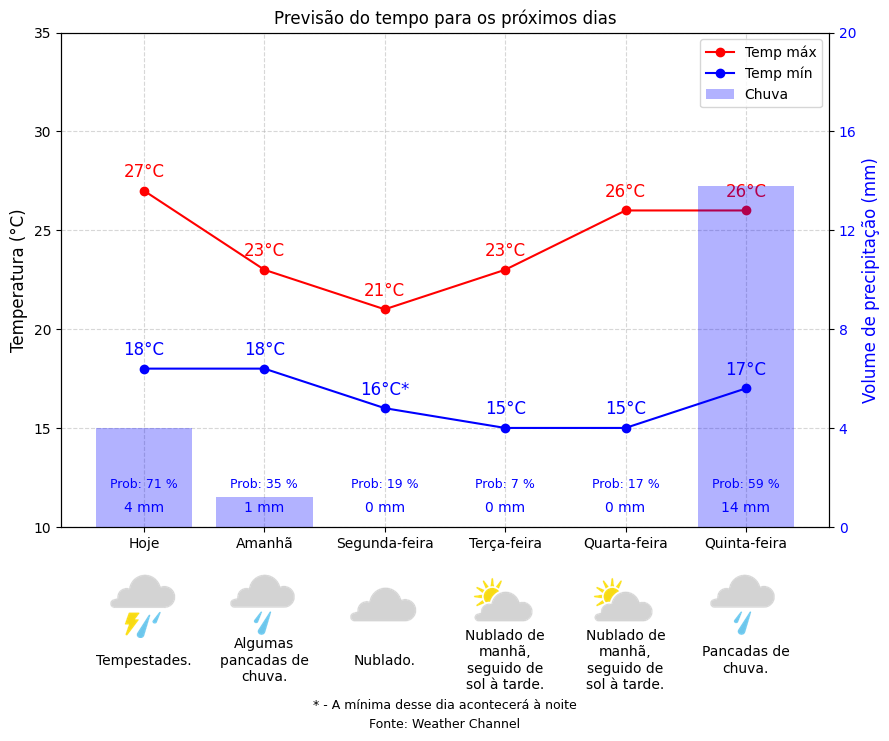 Previsão do tempo para os próximos dias
35
30
25
20
15
10
Temperatura (°C)
20
16
12
8
4
0
Volume de precipitação (mm)
Temp máx
Temp mín
Chuva
27°C
23°C
21°C
23°C
26°C
26°C
18°C
18°C
16°C*
15°C
15°C
17°C
Prob: 71 %
Prob: 35 %
Prob: 19 %
Prob: 7 %
Prob: 17 %
Prob: 59 %
4 mm
1 mm
0 mm
0 mm
0 mm
14 mm
Hoje
Amanhã
Segunda-feira
Terça-feira
Quarta-feira
Quinta-feira
Tempestades.
Algumas
pancadas de
chuva.
Nublado.
Nublado de
manhã,
seguido de
sol à tarde.
Nublado de
manhã,
seguido de
sol à tarde.
Pancadas de
chuva.
* - A mínima desse dia acontecerá à noite
Fonte: Weather Channel